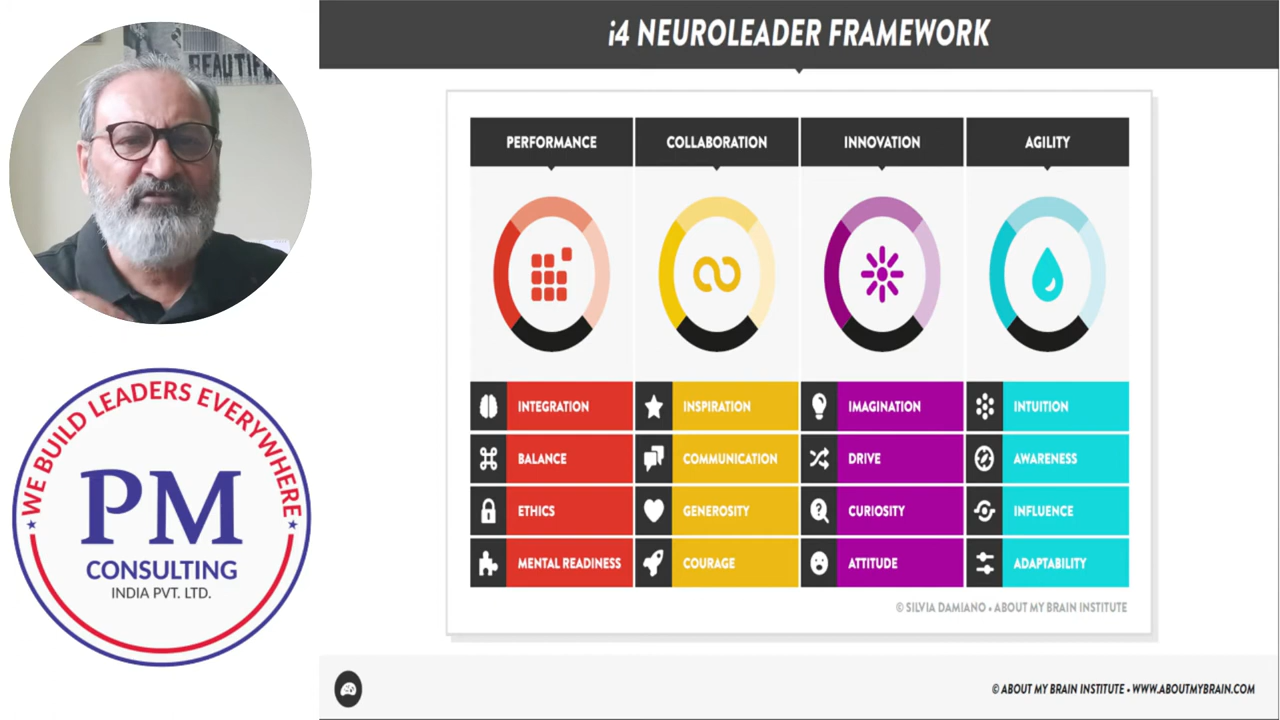 BEAUTIFUL
WE BUILD LEADERS EVERYWHERE
PM
CONSULTING
INDIA PVT. LTD.
i4 NEUROLEADER FRAMEWORK
PERFORMANCE COLLABORATION INNOVATION AGILITY
INTEGRATION INSPIRATION IMAGINATION INTUITION
BALANCE COMMUNICATION DRIVE AWARENESS
ETHICS GENEROSITY CURIOSITY INFLUENCE
MENTAL READINESS COURAGE ATTITUDE ADAPTABILITY
© SILVIA DAMIANO • ABOUT MY BRAIN INSTITUTE
© ABOUT MY BRAIN INSTITUTE • WWW.ABOUTMYBRAIN.COM